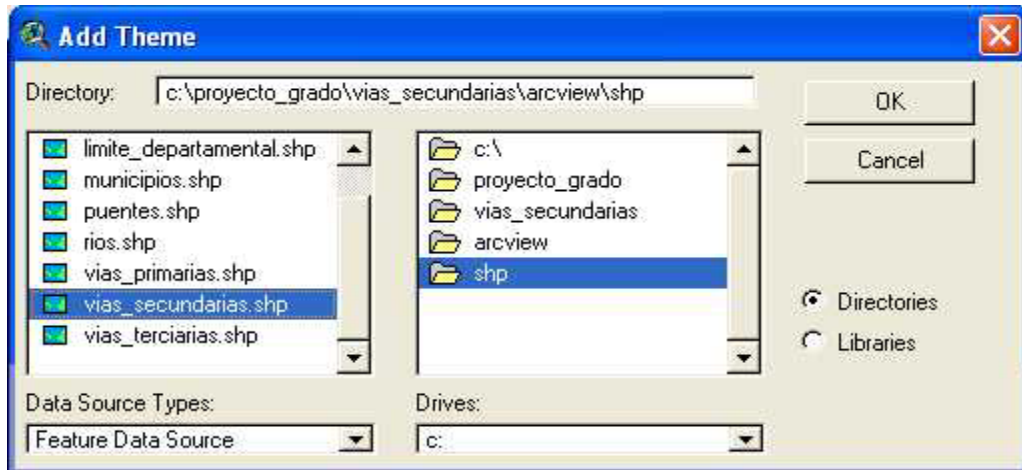 Add Theme
Directory: c:\proyecto_grado\vias_secundarias\arcview\shp
OK
Cancel
limite_departamental.shp
municipios.shp
puentes.shp
rios.shp
vias_primarias.shp
vias_secundarias.shp
vias_terciarias.shp
c:\
proyecto_grado
vias_secundarias
arcview
shp
Directories
Libraries
Data Source Types:
Feature Data Source
Drives:
c: